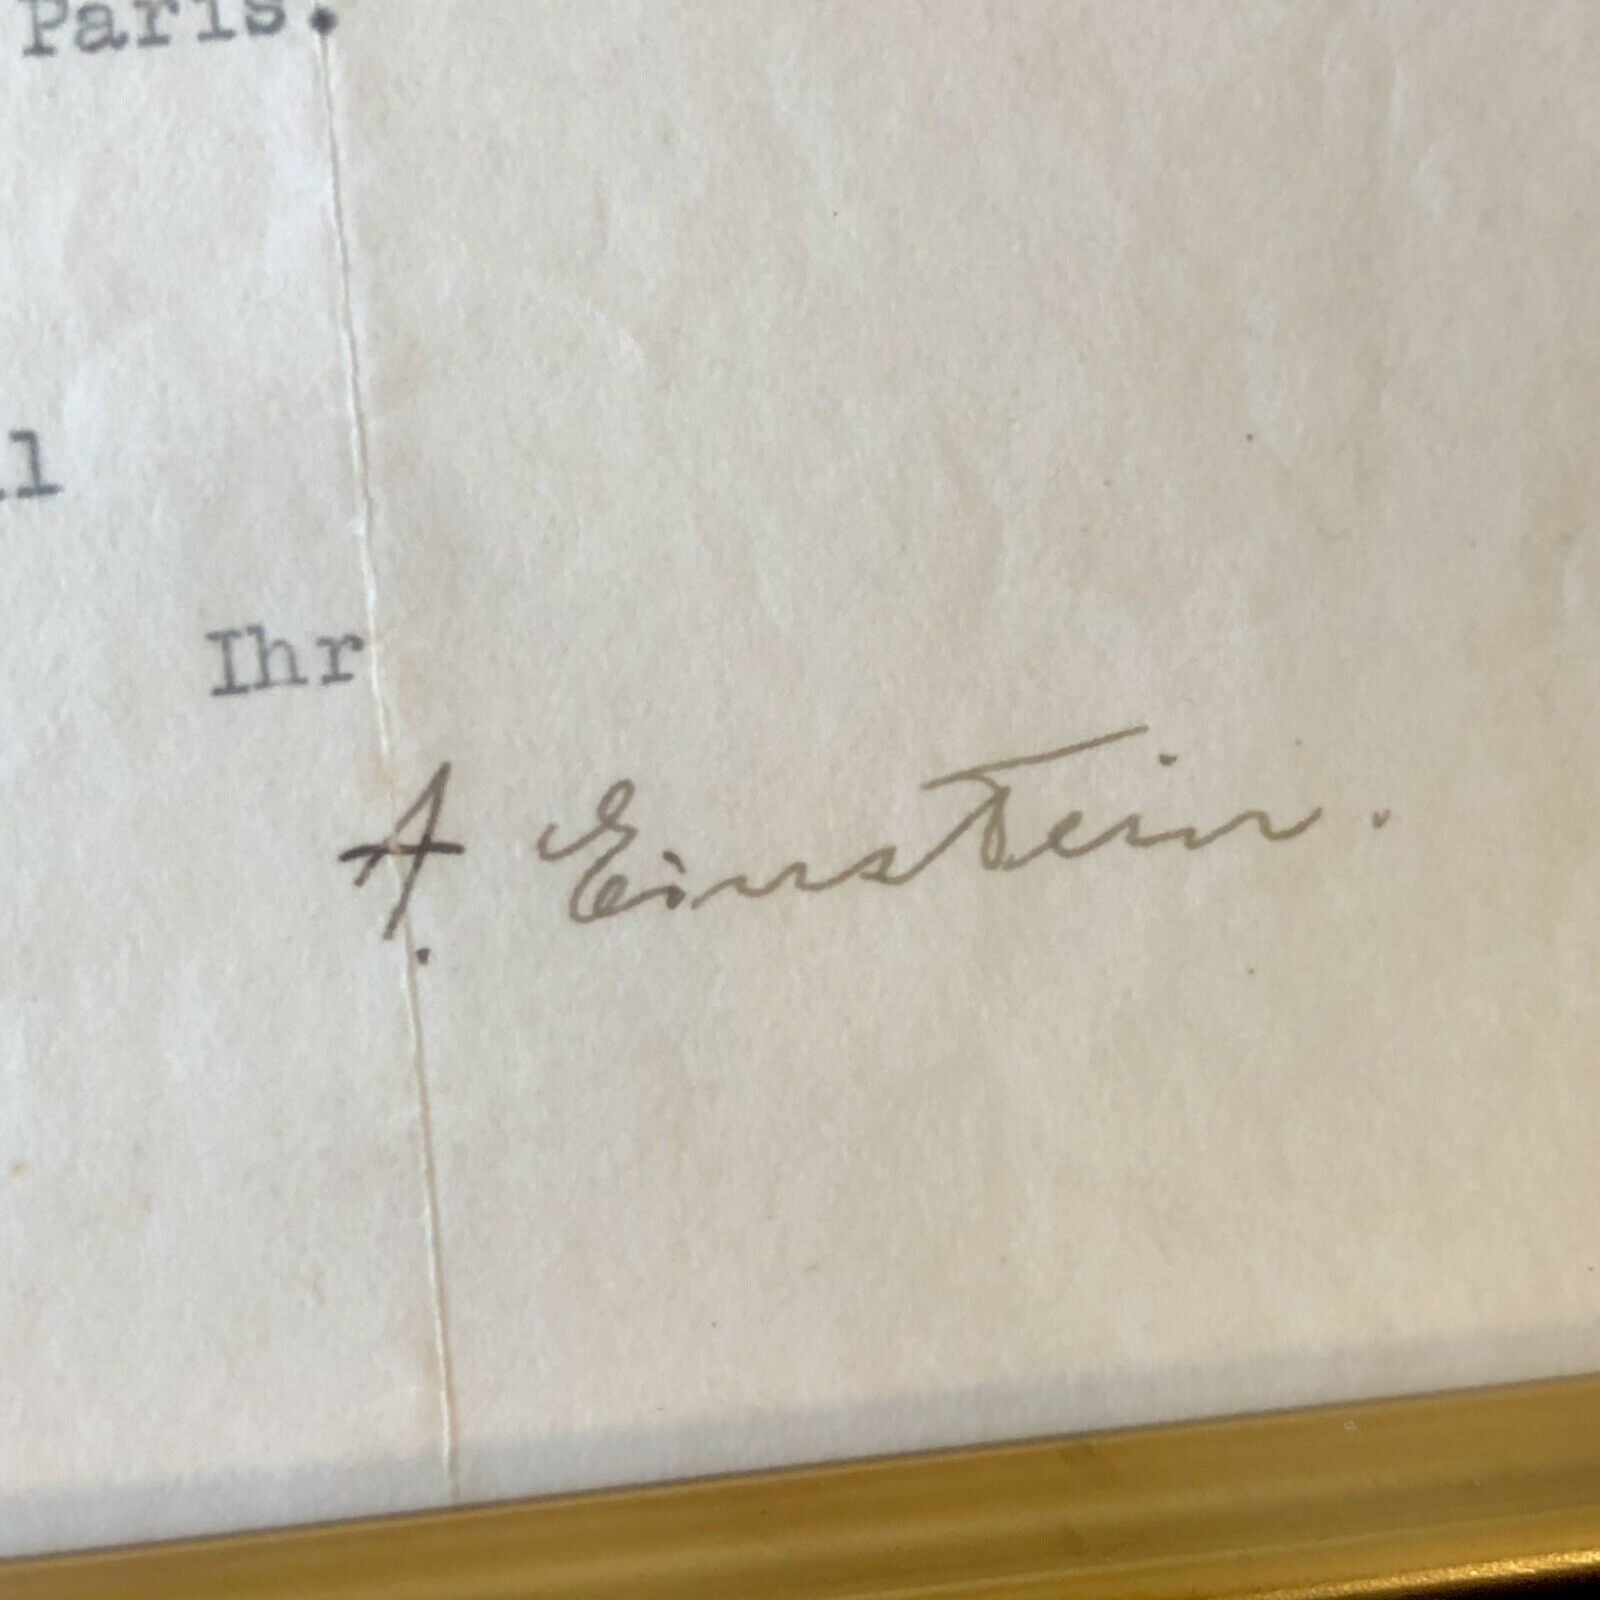 Paris.
l
Ihr
A. Einstein.